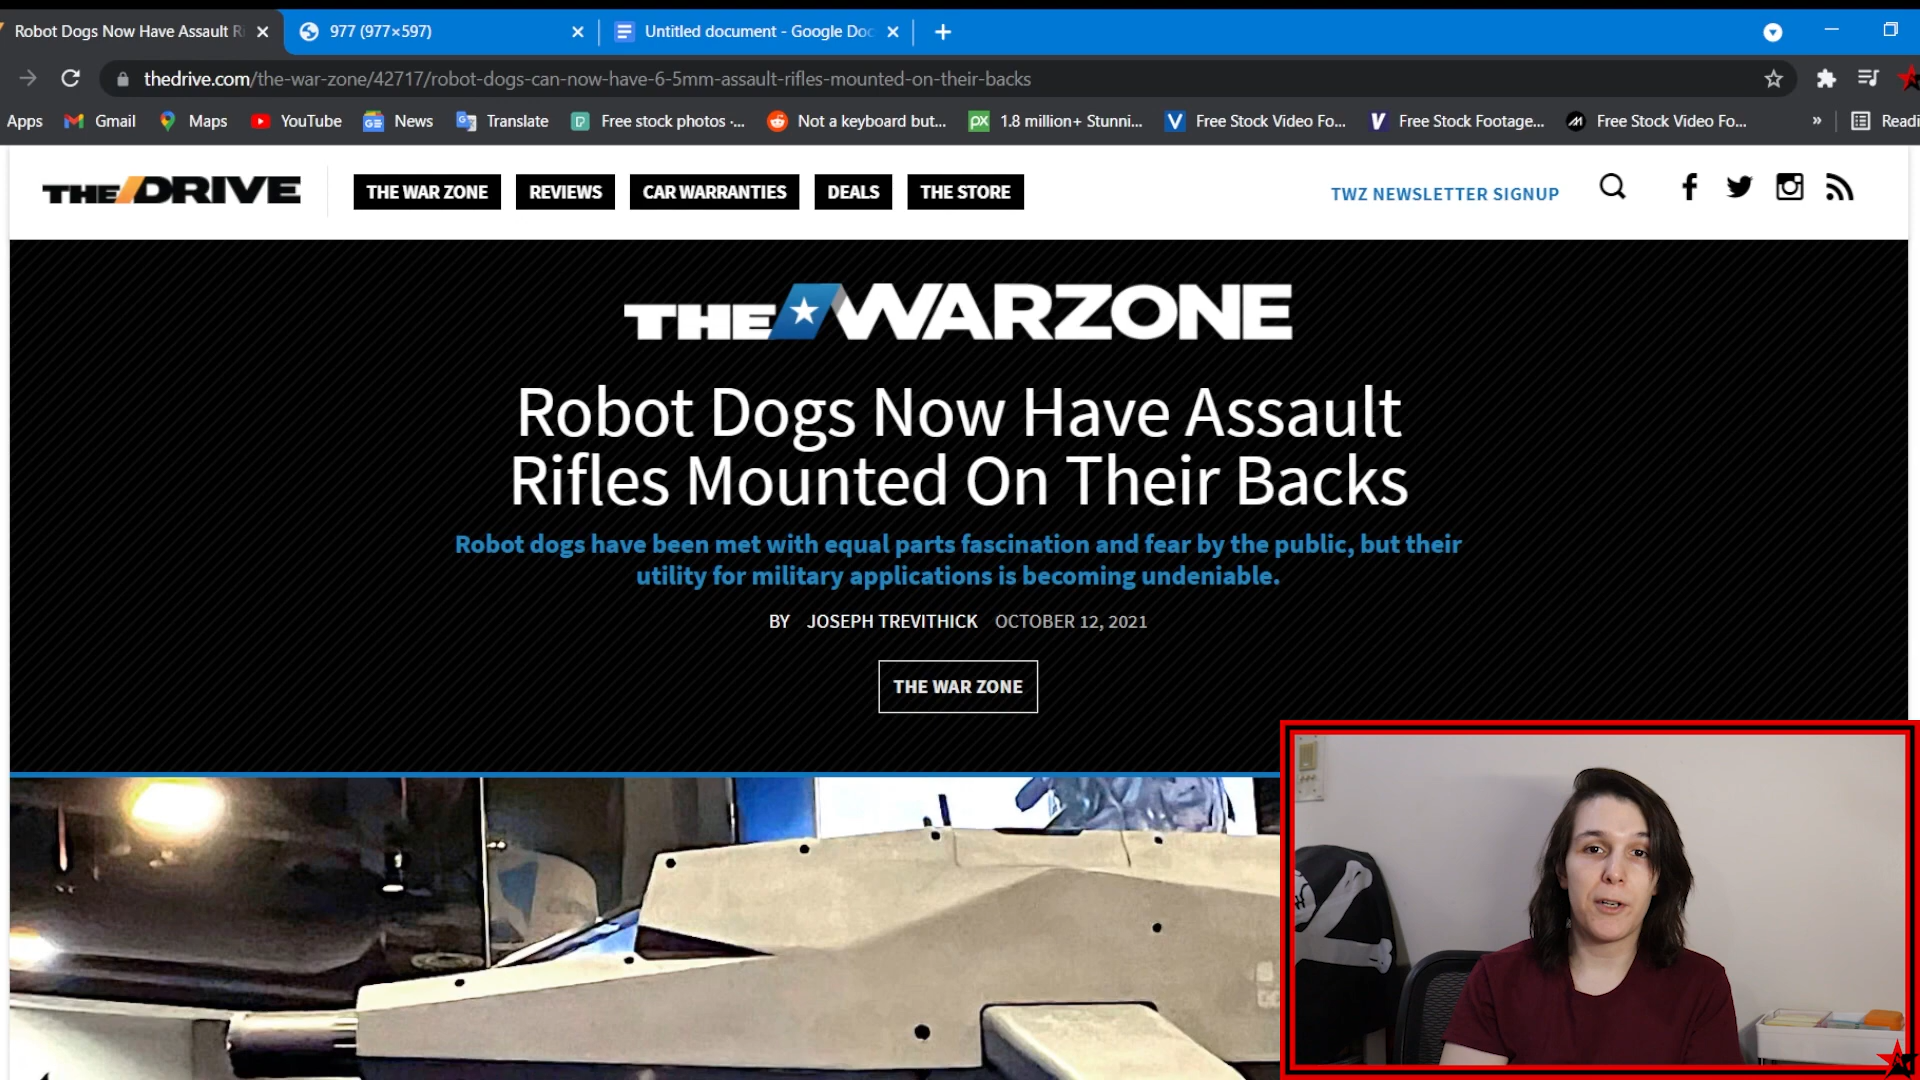 Robot Dogs Now Have Assault R
977 (977×597)
Untitled document - Google Doc
thedrive.com/the-war-zone/42717/robot-dogs-can-now-have-6-5mm-assault-rifles-mounted-on-their-backs
Apps
Gmail
Maps
YouTube
News
Translate
Free stock photos ·...
Not a keyboard but...
1.8 million+ Stunni...
Free Stock Video Fo...
Free Stock Footage...
Free Stock Video Fo...
»
Readi
THE DRIVE
THE WAR ZONE
REVIEWS
CAR WARRANTIES
DEALS
THE STORE
TWZ NEWSLETTER SIGNUP
THE WARZONE
Robot Dogs Now Have Assault
Rifles Mounted On Their Backs
Robot dogs have been met with equal parts fascination and fear by the public, but their
utility for military applications is becoming undeniable.
BY JOSEPH TREVITHICK OCTOBER 12, 2021
THE WAR ZONE